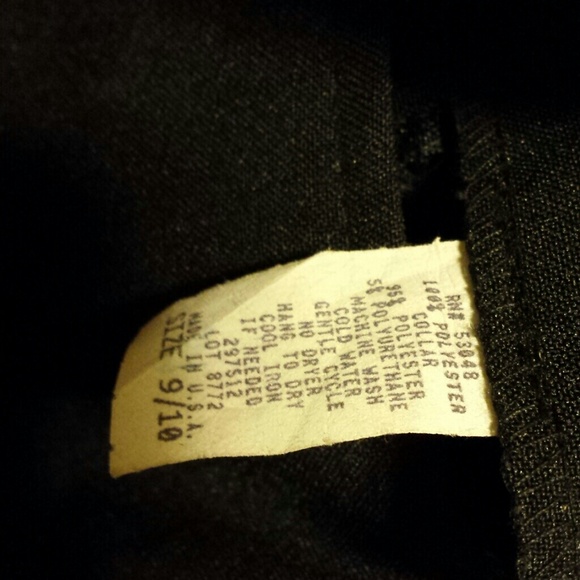 RN# 53048
100% POLYESTER
COLLAR
95% POLYESTER
5% POLYURETHANE
MACHINE WASH
COLD WATER
GENTLE CYCLE
NO DRYER
HANG TO DRY
COOL IRON
IF NEEDED
297512
LOT 8772
MADE IN U.S.A.
SIZE 9/10